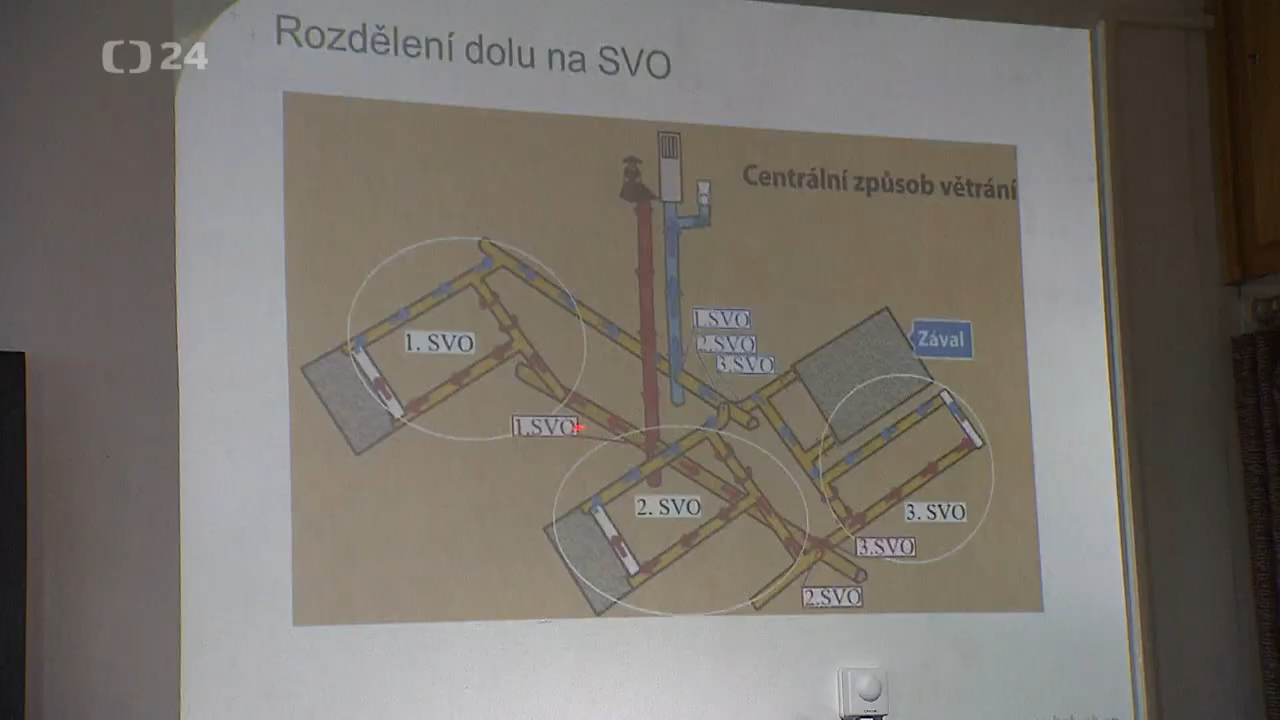 24
Rozdělení dolu na SVO
Centrální způsob větrání
1.SVO
2.SVO
3.SVO
Zával
1. SVO
1.SVO
2. SVO
3. SVO
3.SVO
2.SVO